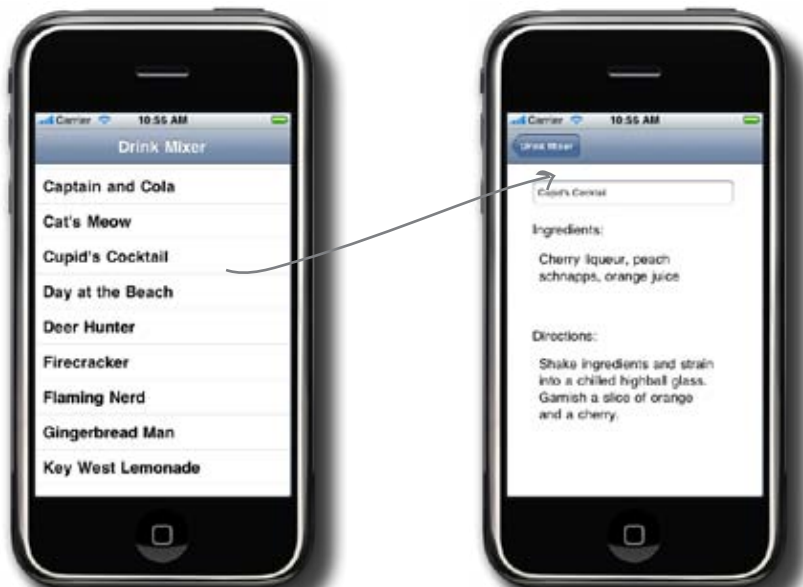 Carrier 10:55 AM
Drink Mixer
Captain and Cola
Cat's Meow
Cupid's Cocktail
Day at the Beach
Deer Hunter
Firecracker
Flaming Nerd
Gingerbread Man
Key West Lemonade
Carrier 10:55 AM
Drink Mixer
Cupid's Cocktail
Ingredients:
Cherry liqueur, peach
schnapps, orange juice
Directions:
Shake ingredients and strain
into a chilled highball glass.
Garnish a slice of orange
and a cherry.